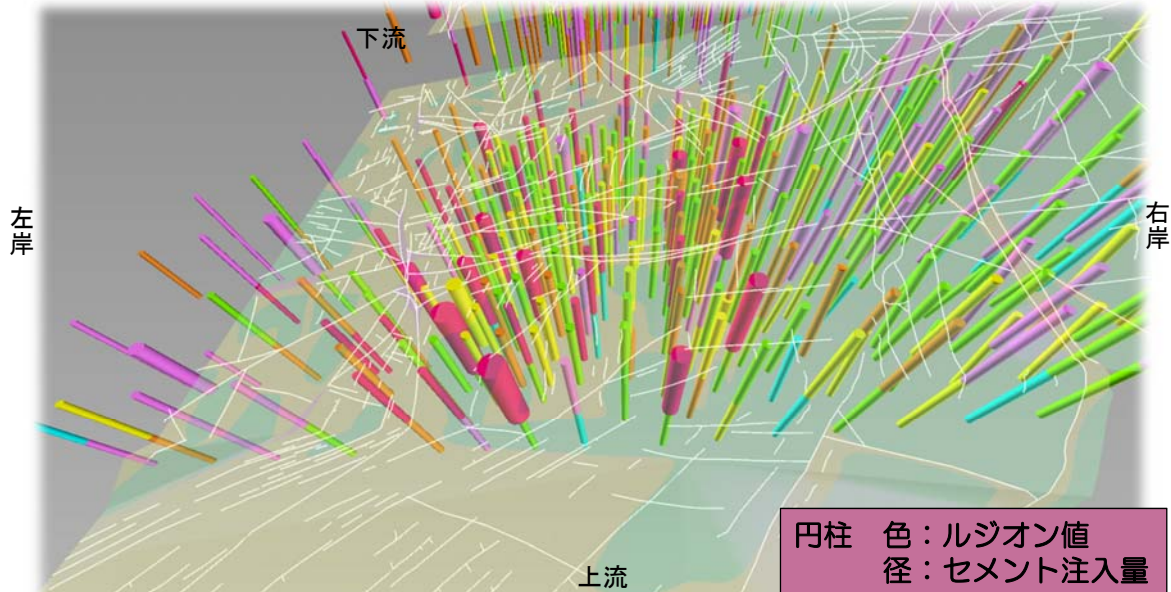 下流
左岸
右岸
円柱 色：ルジオン値
径：セメント注入量
上流